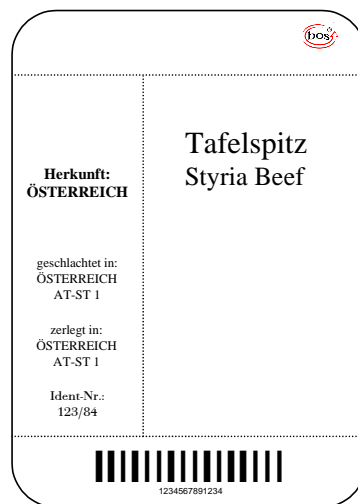 bos
Tafelspitz
Styria Beef
Herkunft:
ÖSTERREICH
geschlachtet in:
ÖSTERREICH
AT-ST 1
zerlegt in:
ÖSTERREICH
AT-ST 1
Ident-Nr.:
123/84
1234567891234